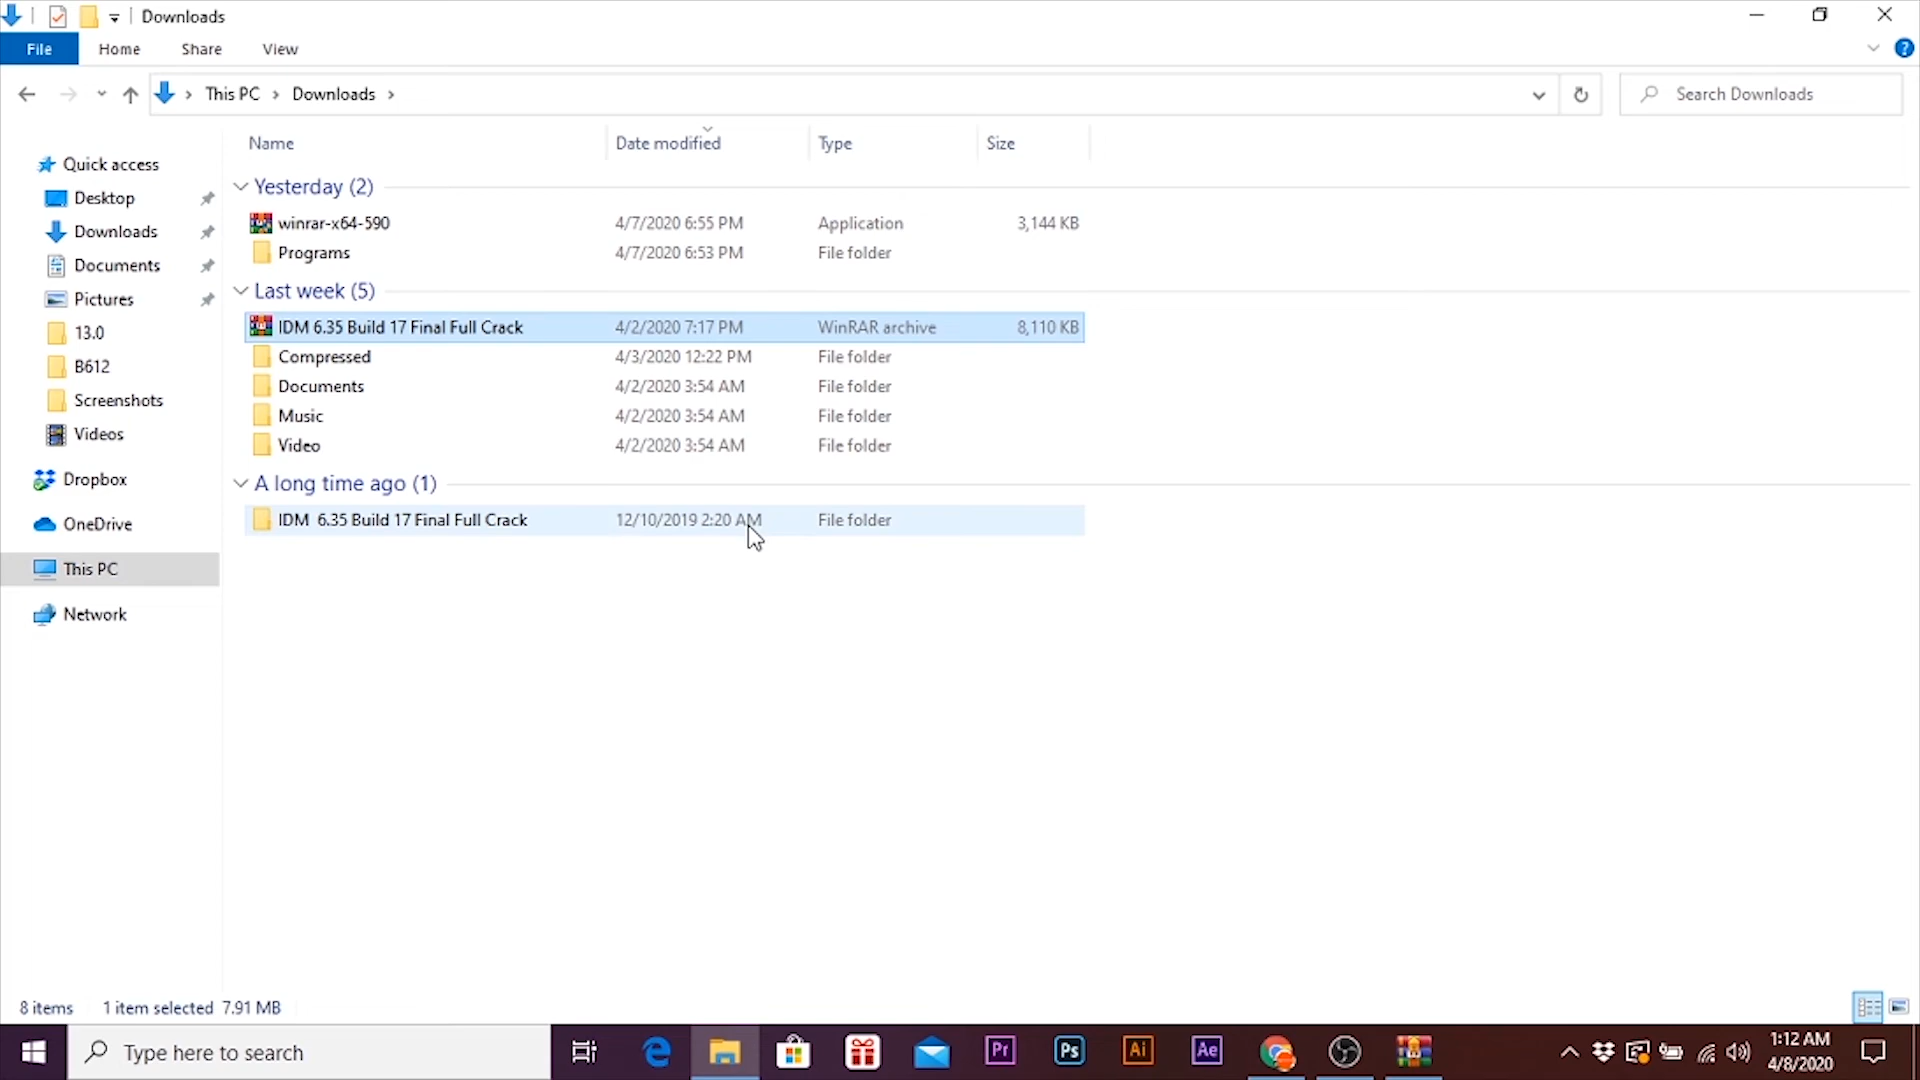 Downloads
File Home Share View
This PC Downloads Search Downloads
Name Date modified Type Size
Quick access
Desktop
Downloads
Documents
Pictures
13.0
B612
Screenshots
Videos
Dropbox
OneDrive
This PC
Network
Yesterday (2)
winrar-x64-590 4/7/2020 6:55 PM Application 3,144 KB
Programs 4/7/2020 6:53 PM File folder
Last week (5)
IDM 6.35 Build 17 Final Full Crack 4/2/2020 7:17 PM WinRAR archive 8,110 KB
Compressed 4/3/2020 12:22 PM File folder
Documents 4/2/2020 3:54 AM File folder
Music 4/2/2020 3:54 AM File folder
Video 4/2/2020 3:54 AM File folder
A long time ago (1)
IDM 6.35 Build 17 Final Full Crack 12/10/2019 2:20 AM File folder
8 items 1 item selected 7.91 MB
Type here to search Pr Ps Ai Ae 1:12 AM
4/8/2020